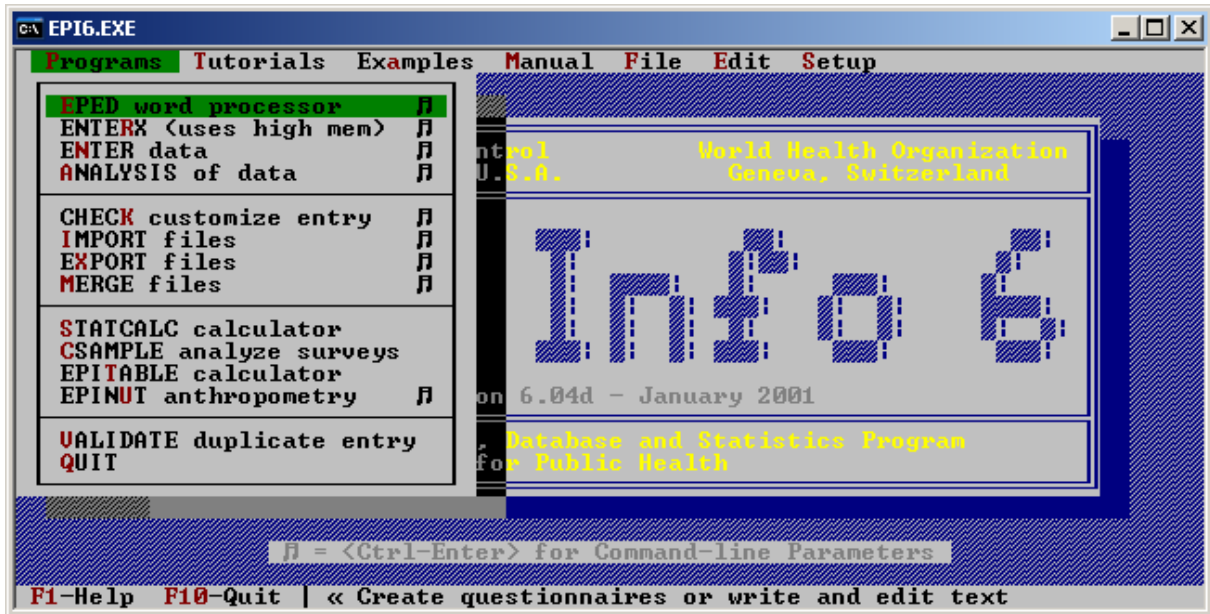 C:\ EPI6.EXE
Programs Tutorials Examples Manual File Edit Setup
EPED word processor ♬
ENTERX (uses high mem) ♬
ENTER data ♬
ntrol World Health Organization
ANALYSIS of data ♬
U.S.A. Geneva, Switzerland
CHECK customize entry ♬
IMPORT files ♬
EXPORT files ♬
MERGE files ♬
Info 6
STATCALC calculator
CSAMPLE analyze surveys
EPITABLE calculator
EPINUT anthropometry ♬
on 6.04d - January 2001
VALIDATE duplicate entry
, Database and Statistics Program
QUIT
for Public Health
♬ = <Ctrl-Enter> for Command-line Parameters
F1-Help F10-Quit | « Create questionnaires or write and edit text